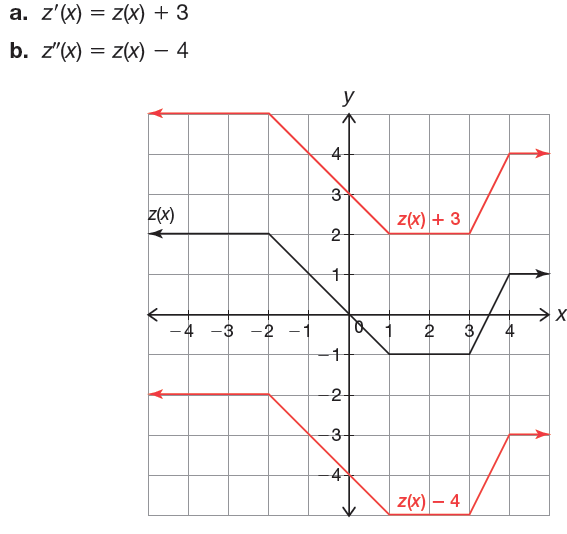 a. z′(x) = z(x) + 3
b. z″(x) = z(x) − 4
y
4
3
z(x)
z(x) + 3
2
1
x
−4 −3 −2 −1 0 1 2 3 4
−1
−2
−3
−4
z(x) − 4